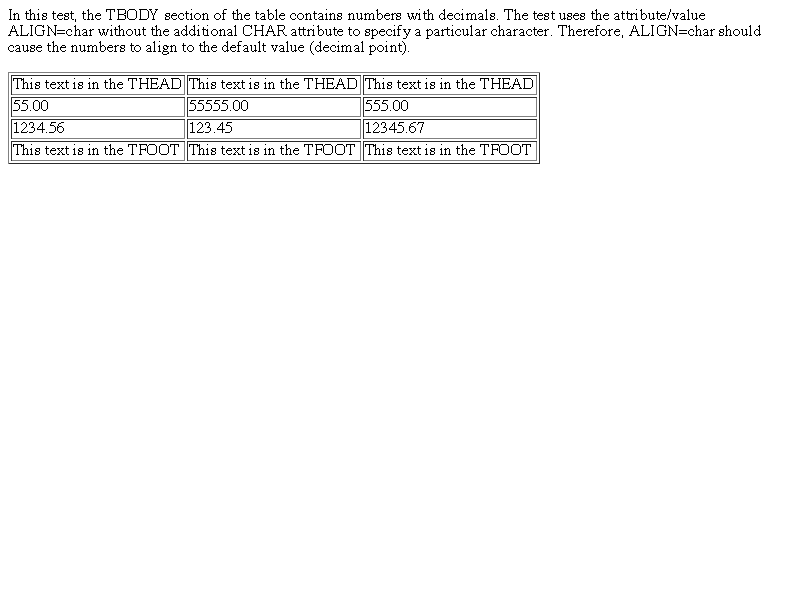 In this test, the TBODY section of the table contains numbers with decimals. The test uses the attribute/value
ALIGN=char without the additional CHAR attribute to specify a particular character. Therefore, ALIGN=char should
cause the numbers to align to the default value (decimal point).
This text is in the THEAD This text is in the THEAD This text is in the THEAD
55.00 55555.00 555.00
1234.56 123.45 12345.67
This text is in the TFOOT This text is in the TFOOT This text is in the TFOOT